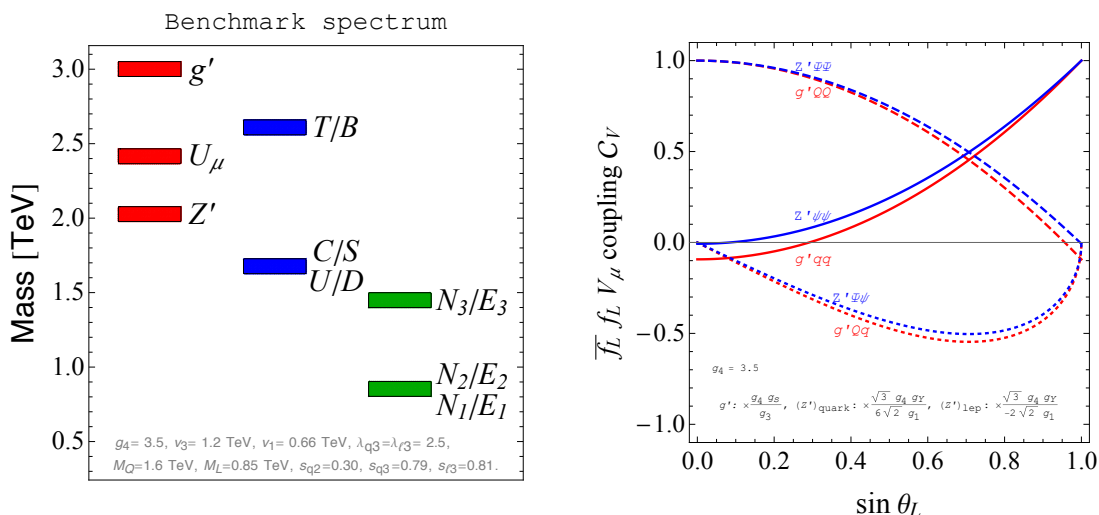 Benchmark spectrum
Mass [TeV]
3.0
2.5
2.0
1.5
1.0
0.5
g′
U_μ
Z′
T/B
C/S
U/D
N_3/E_3
N_2/E_2
N_1/E_1
g_4= 3.5, v_3= 1.2 TeV, v_1= 0.66 TeV, λ_q3=λ_ℓ3= 2.5,
M_Q=1.6 TeV, M_L=0.85 TeV, s_q2=0.30, s_q3=0.79, s_ℓ3=0.81.
f̅_L f_L V_μ coupling C_V
1.0
0.5
0.0
-0.5
-1.0
Z'ΨΨ
g'QQ
Z'ψψ
g'qq
Z'Ψψ
g'Qq
g_4 = 3.5
g': ×(g_4 g_s)/g_3, (Z')_quark: ×(√3 g_4 g_Y)/(6√2 g_1), (Z')_lep: ×(√3 g_4 g_Y)/(-2√2 g_1)
0.0 0.2 0.4 0.6 0.8 1.0
sin θ_L